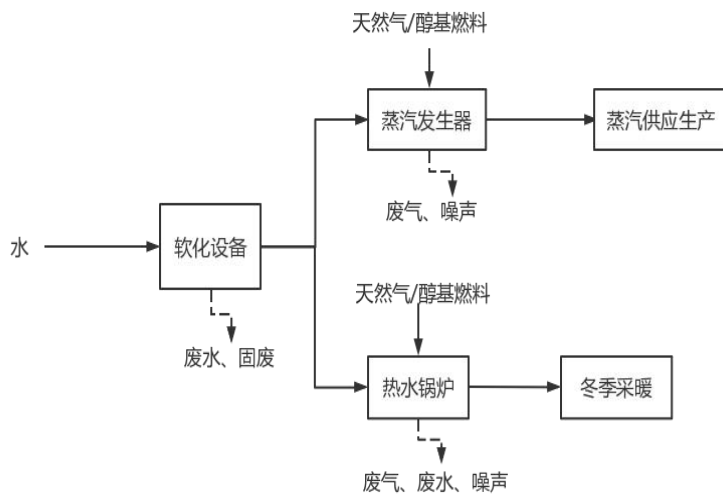 天然气/醇基燃料
蒸汽发生器
蒸汽供应生产
废气、噪声
水
软化设备
废水、固废
天然气/醇基燃料
热水锅炉
冬季采暖
废气、废水、噪声